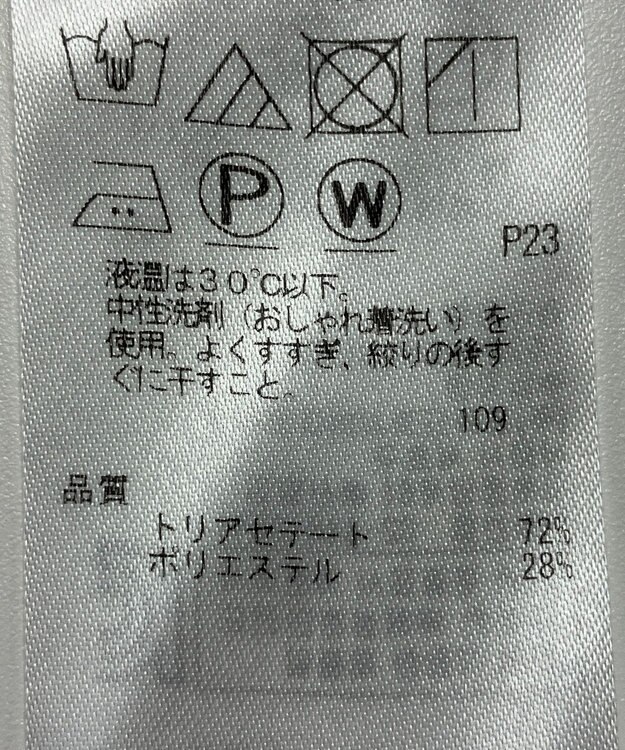 P
W
P23
液温は30℃以下。
中性洗剤(おしゃれ着洗い)を
使用。よくすすぎ、絞りの後す
ぐに干すこと。
109
品質
トリアセテート 72%
ポリエステル 28%